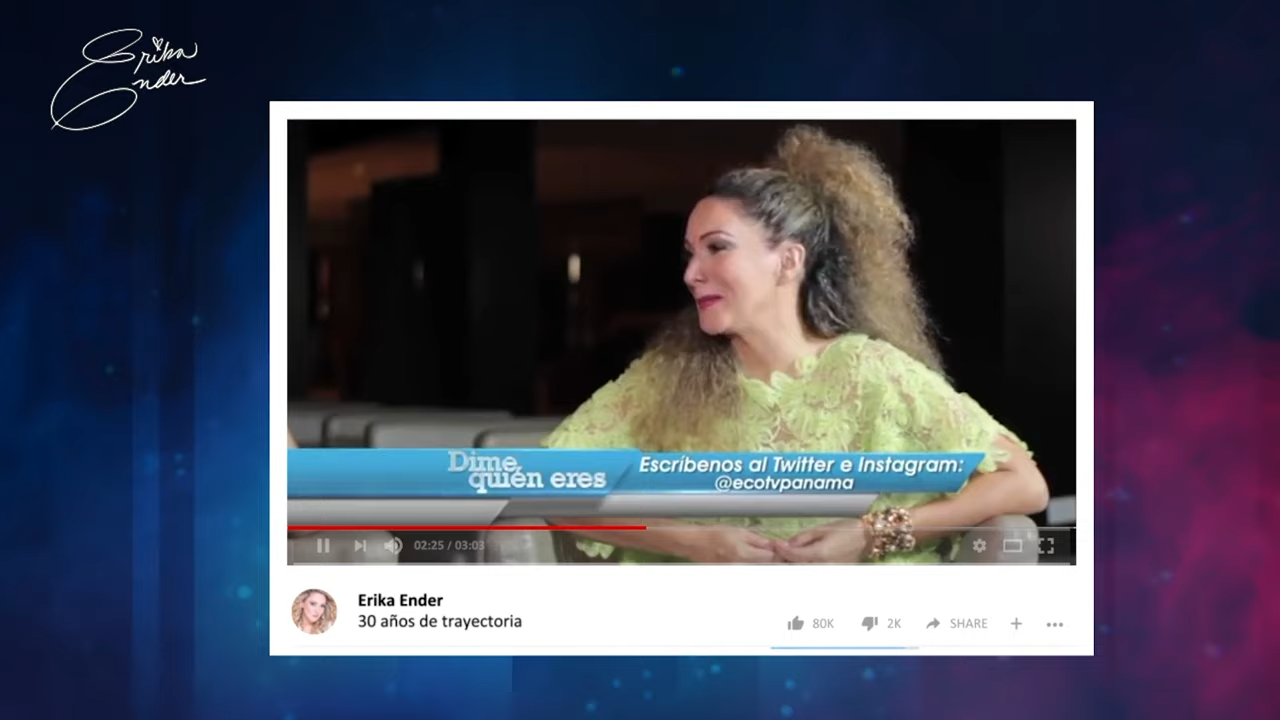 Erika
Ender
Dime
quién eres
Escríbenos al Twitter e Instagram:
@ecotvpanama
02:25 / 03:03
Erika Ender
30 años de trayectoria
80K
2K
SHARE